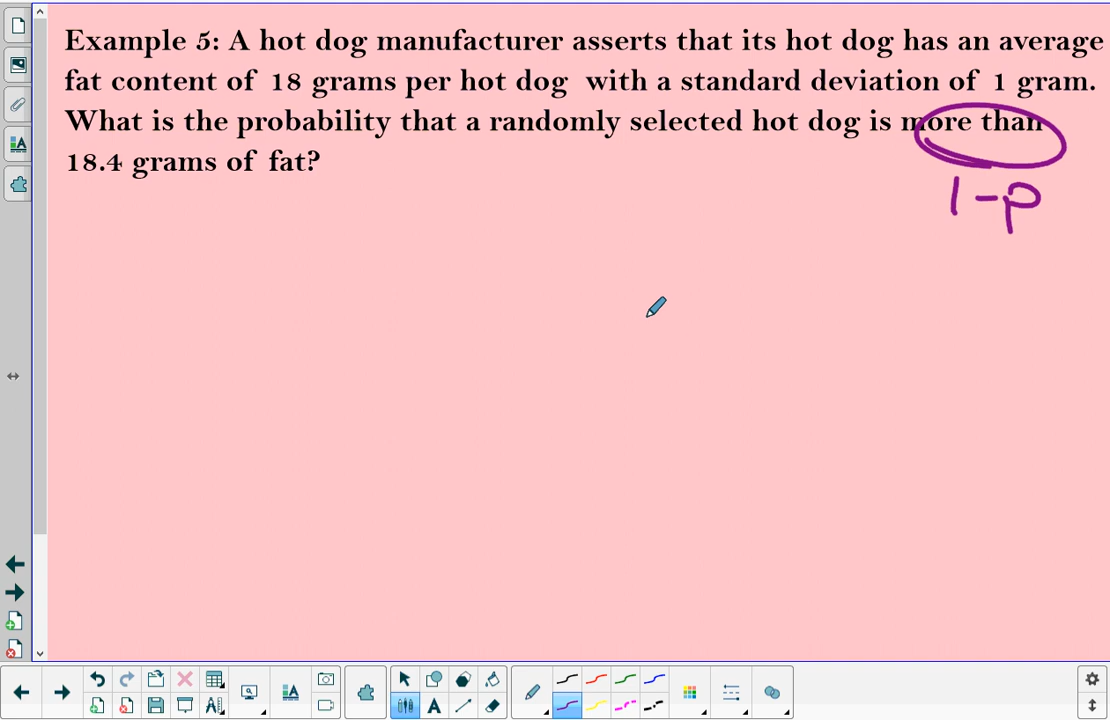 Example 5: A hot dog manufacturer asserts that its hot dog has an average
fat content of 18 grams per hot dog with a standard deviation of 1 gram.
What is the probability that a randomly selected hot dog is more than
18.4 grams of fat?
1-p